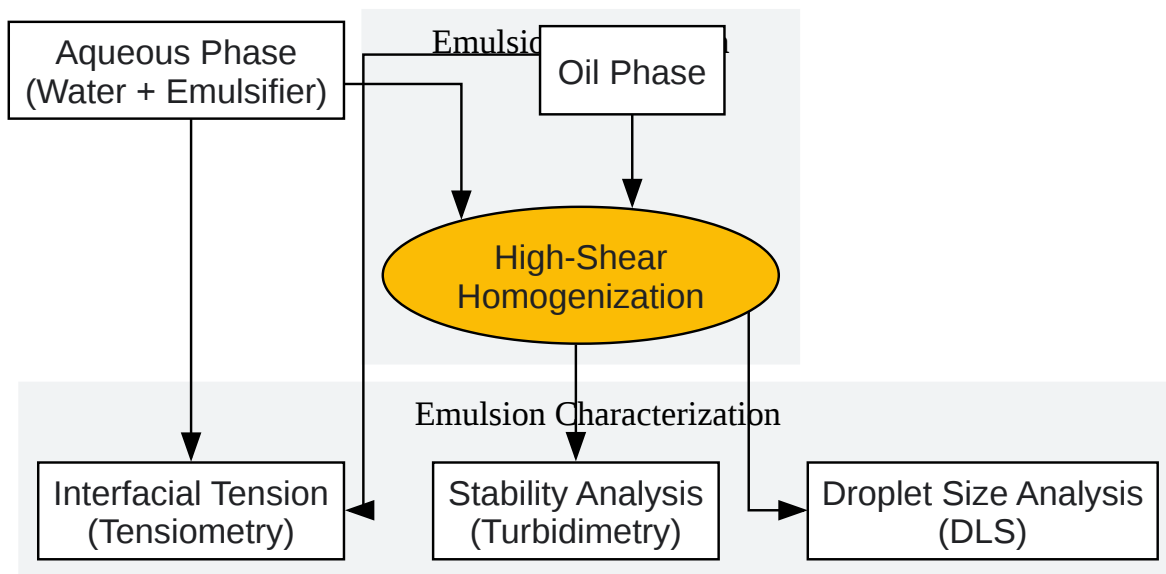 Aqueous Phase
(Water + Emulsifier)
Oil Phase
High-Shear
Homogenization
Emulsion Characterization
Interfacial Tension
(Tensiometry)
Stability Analysis
(Turbidimetry)
Droplet Size Analysis
(DLS)